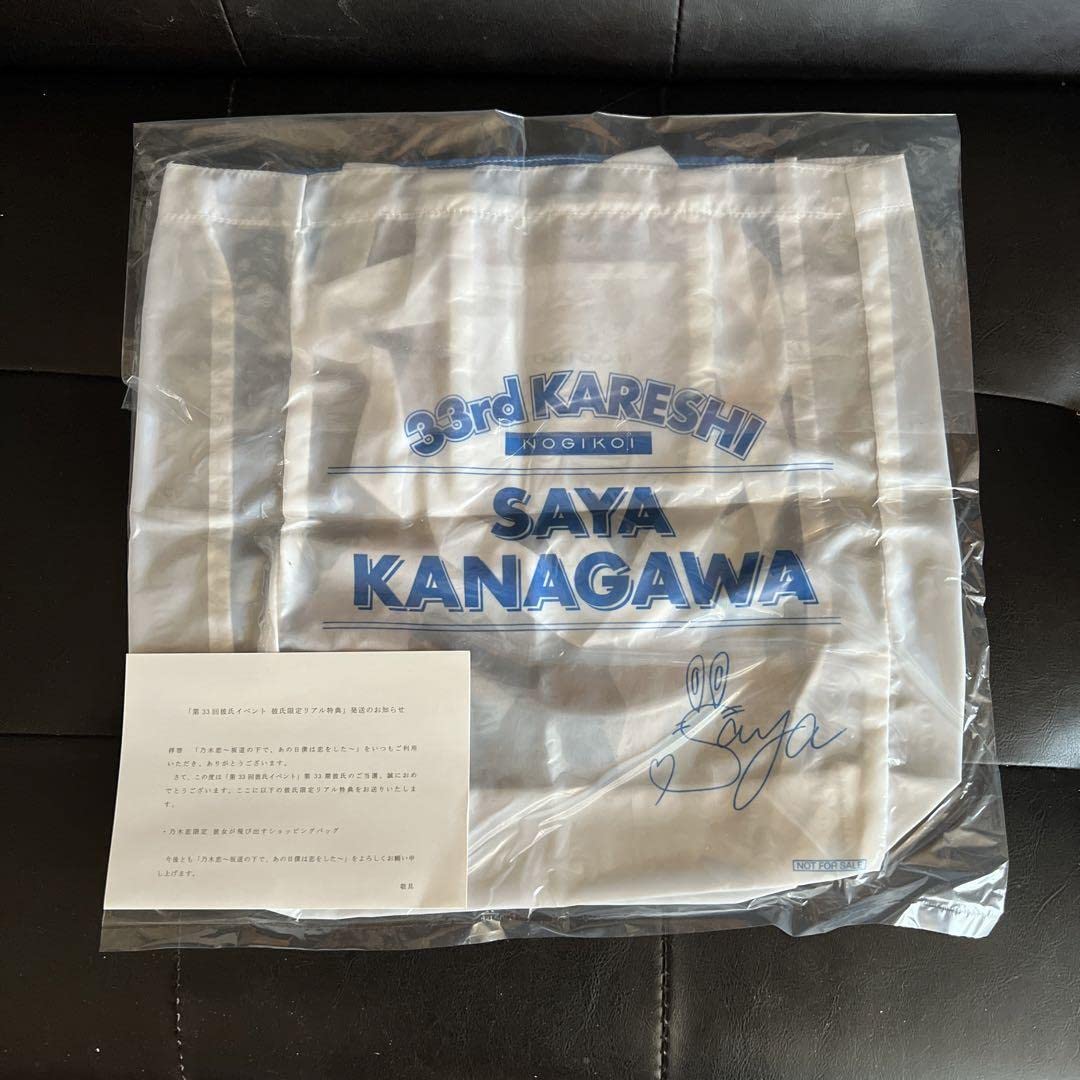 33rd KARESHI
NOGIKOI
SAYA
KANAGAWA
Saya
NOT FOR SALE
「第33回彼氏イベント 彼氏限定リアル特典」発送のお知らせ
拝啓 「乃木恋～坂道の下で、あの日僕は恋をした～」をいつもご利用
いただき、ありがとうございます。
さて、この度は「第33回彼氏イベント」第33期彼氏のご当選、誠におめ
でとうございます。ここに以下の彼氏限定リアル特典をお送りいたしま
す。
・乃木恋限定 彼女が飛び出すショッピングバッグ
今後とも「乃木恋～坂道の下で、あの日僕は恋をした～」をよろしくお願い申
し上げます。
敬具